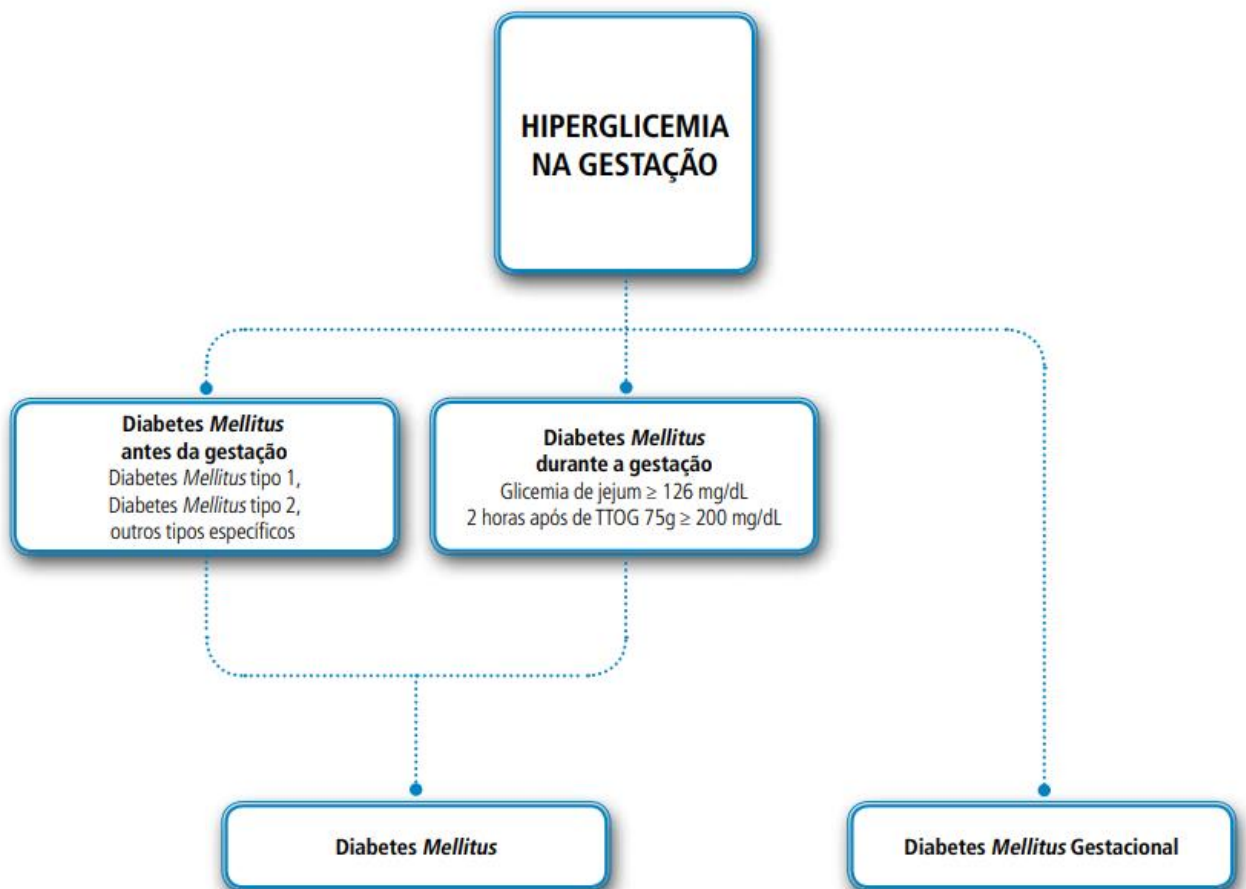 HIPERGLICEMIA
NA GESTAÇÃO
Diabetes Mellitus
antes da gestação
Diabetes Mellitus tipo 1,
Diabetes Mellitus tipo 2,
outros tipos específicos
Diabetes Mellitus
durante a gestação
Glicemia de jejum ≥ 126 mg/dL
2 horas após de TTOG 75g ≥ 200 mg/dL
Diabetes Mellitus
Diabetes Mellitus Gestacional